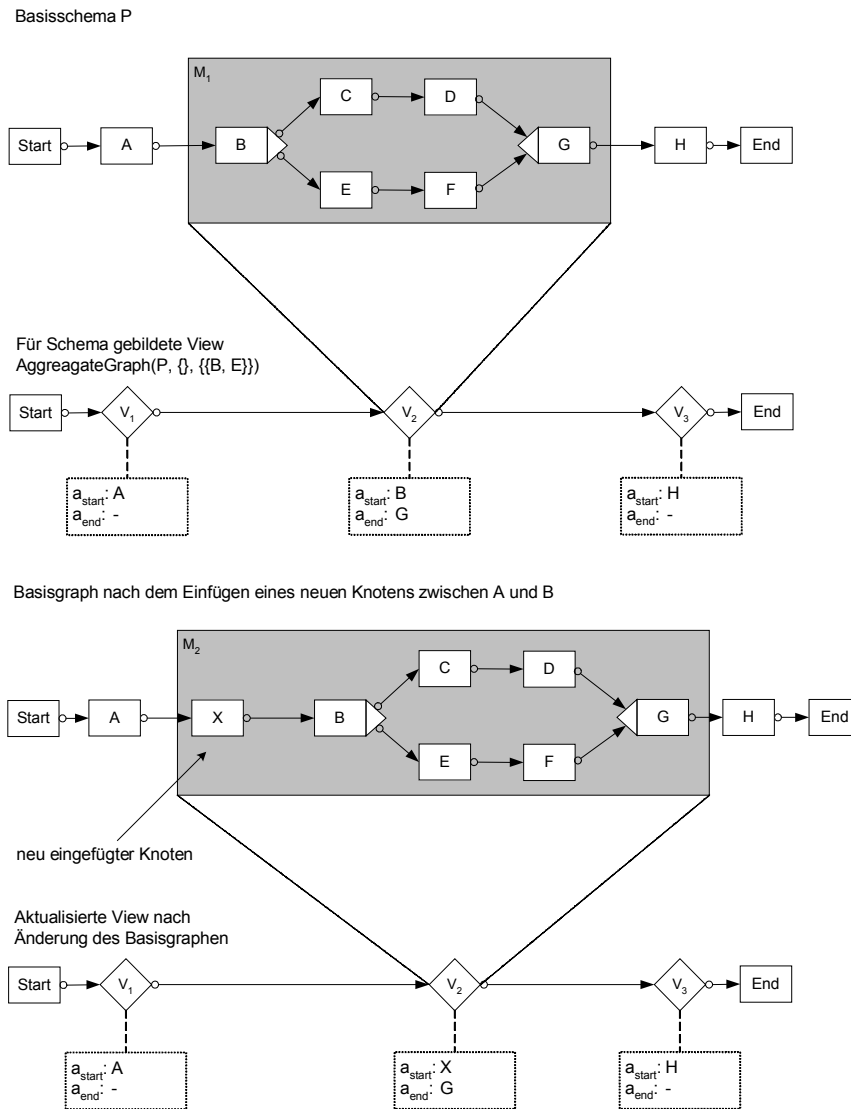 Basisschema P
M1
C
D
Start
A
B
G
H
End
E
F
Für Schema gebildete View
AggreagateGraph(P, {}, {{B, E}})
Start
V1
V2
V3
End
astart: A
aend: -
astart: B
aend: G
astart: H
aend: -
Basisgraph nach dem Einfügen eines neuen Knotens zwischen A und B
M2
C
D
Start
A
X
B
G
H
End
E
F
neu eingefügter Knoten
Aktualisierte View nach
Änderung des Basisgraphen
Start
V1
V2
V3
End
astart: A
aend: -
astart: X
aend: G
astart: H
aend: -